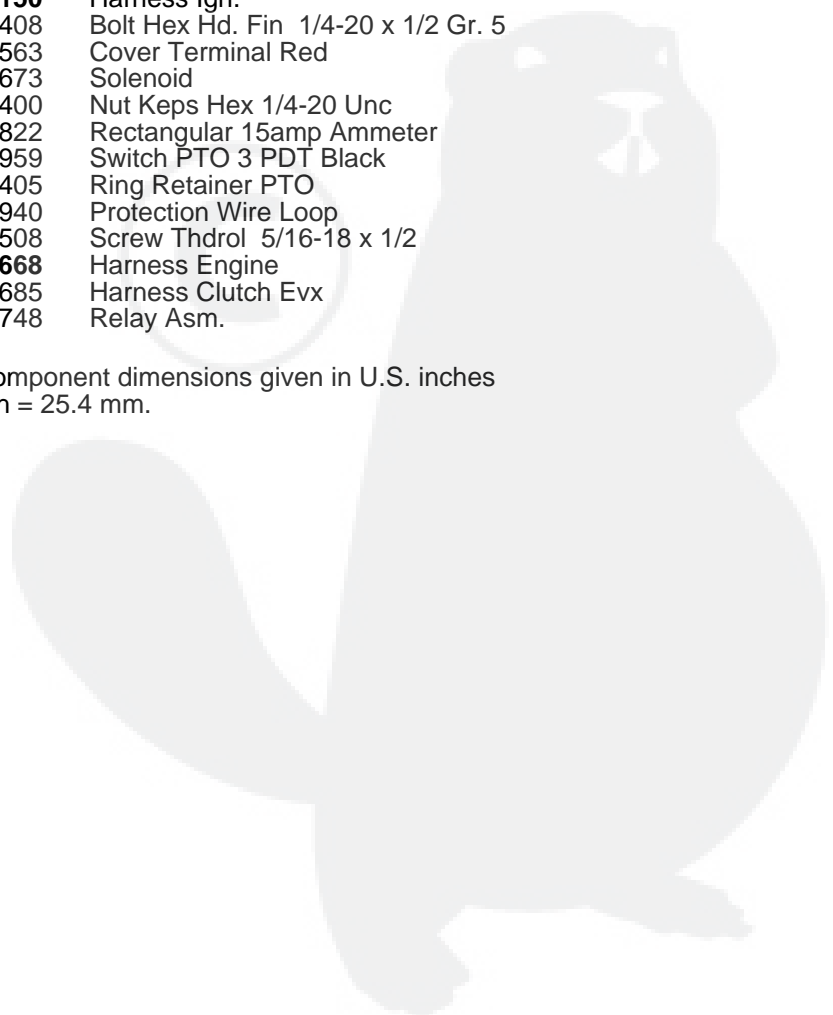 Harness Ign.
408 Bolt Hex Hd. Fin 1/4-20 x 1/2 Gr. 5
563 Cover Terminal Red
673 Solenoid
400 Nut Keps Hex 1/4-20 Unc
822 Rectangular 15amp Ammeter
959 Switch PTO 3 PDT Black
405 Ring Retainer PTO
940 Protection Wire Loop
508 Screw Thdrol 5/16-18 x 1/2
668 Harness Engine
685 Harness Clutch Evx
748 Relay Asm.
omponent dimensions given in U.S. inches
= 25.4 mm.